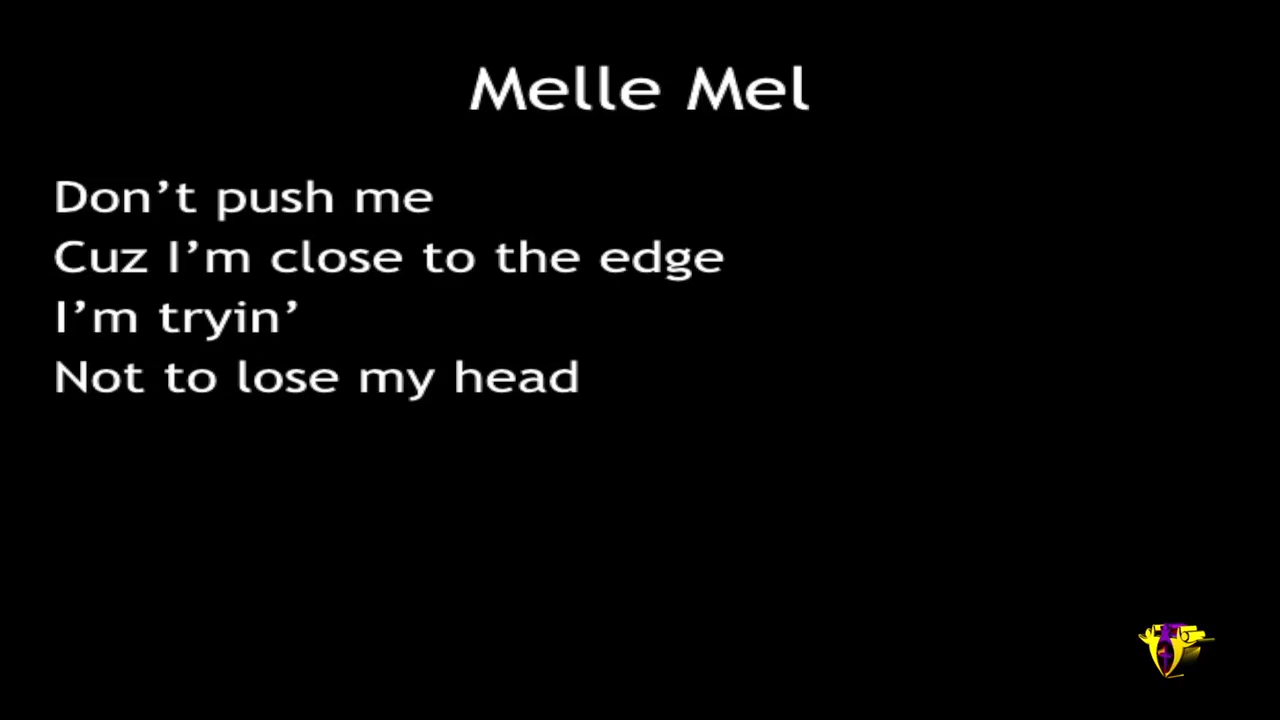 Melle Mel
Don’t push me
Cuz I’m close to the edge
I’m tryin’
Not to lose my head